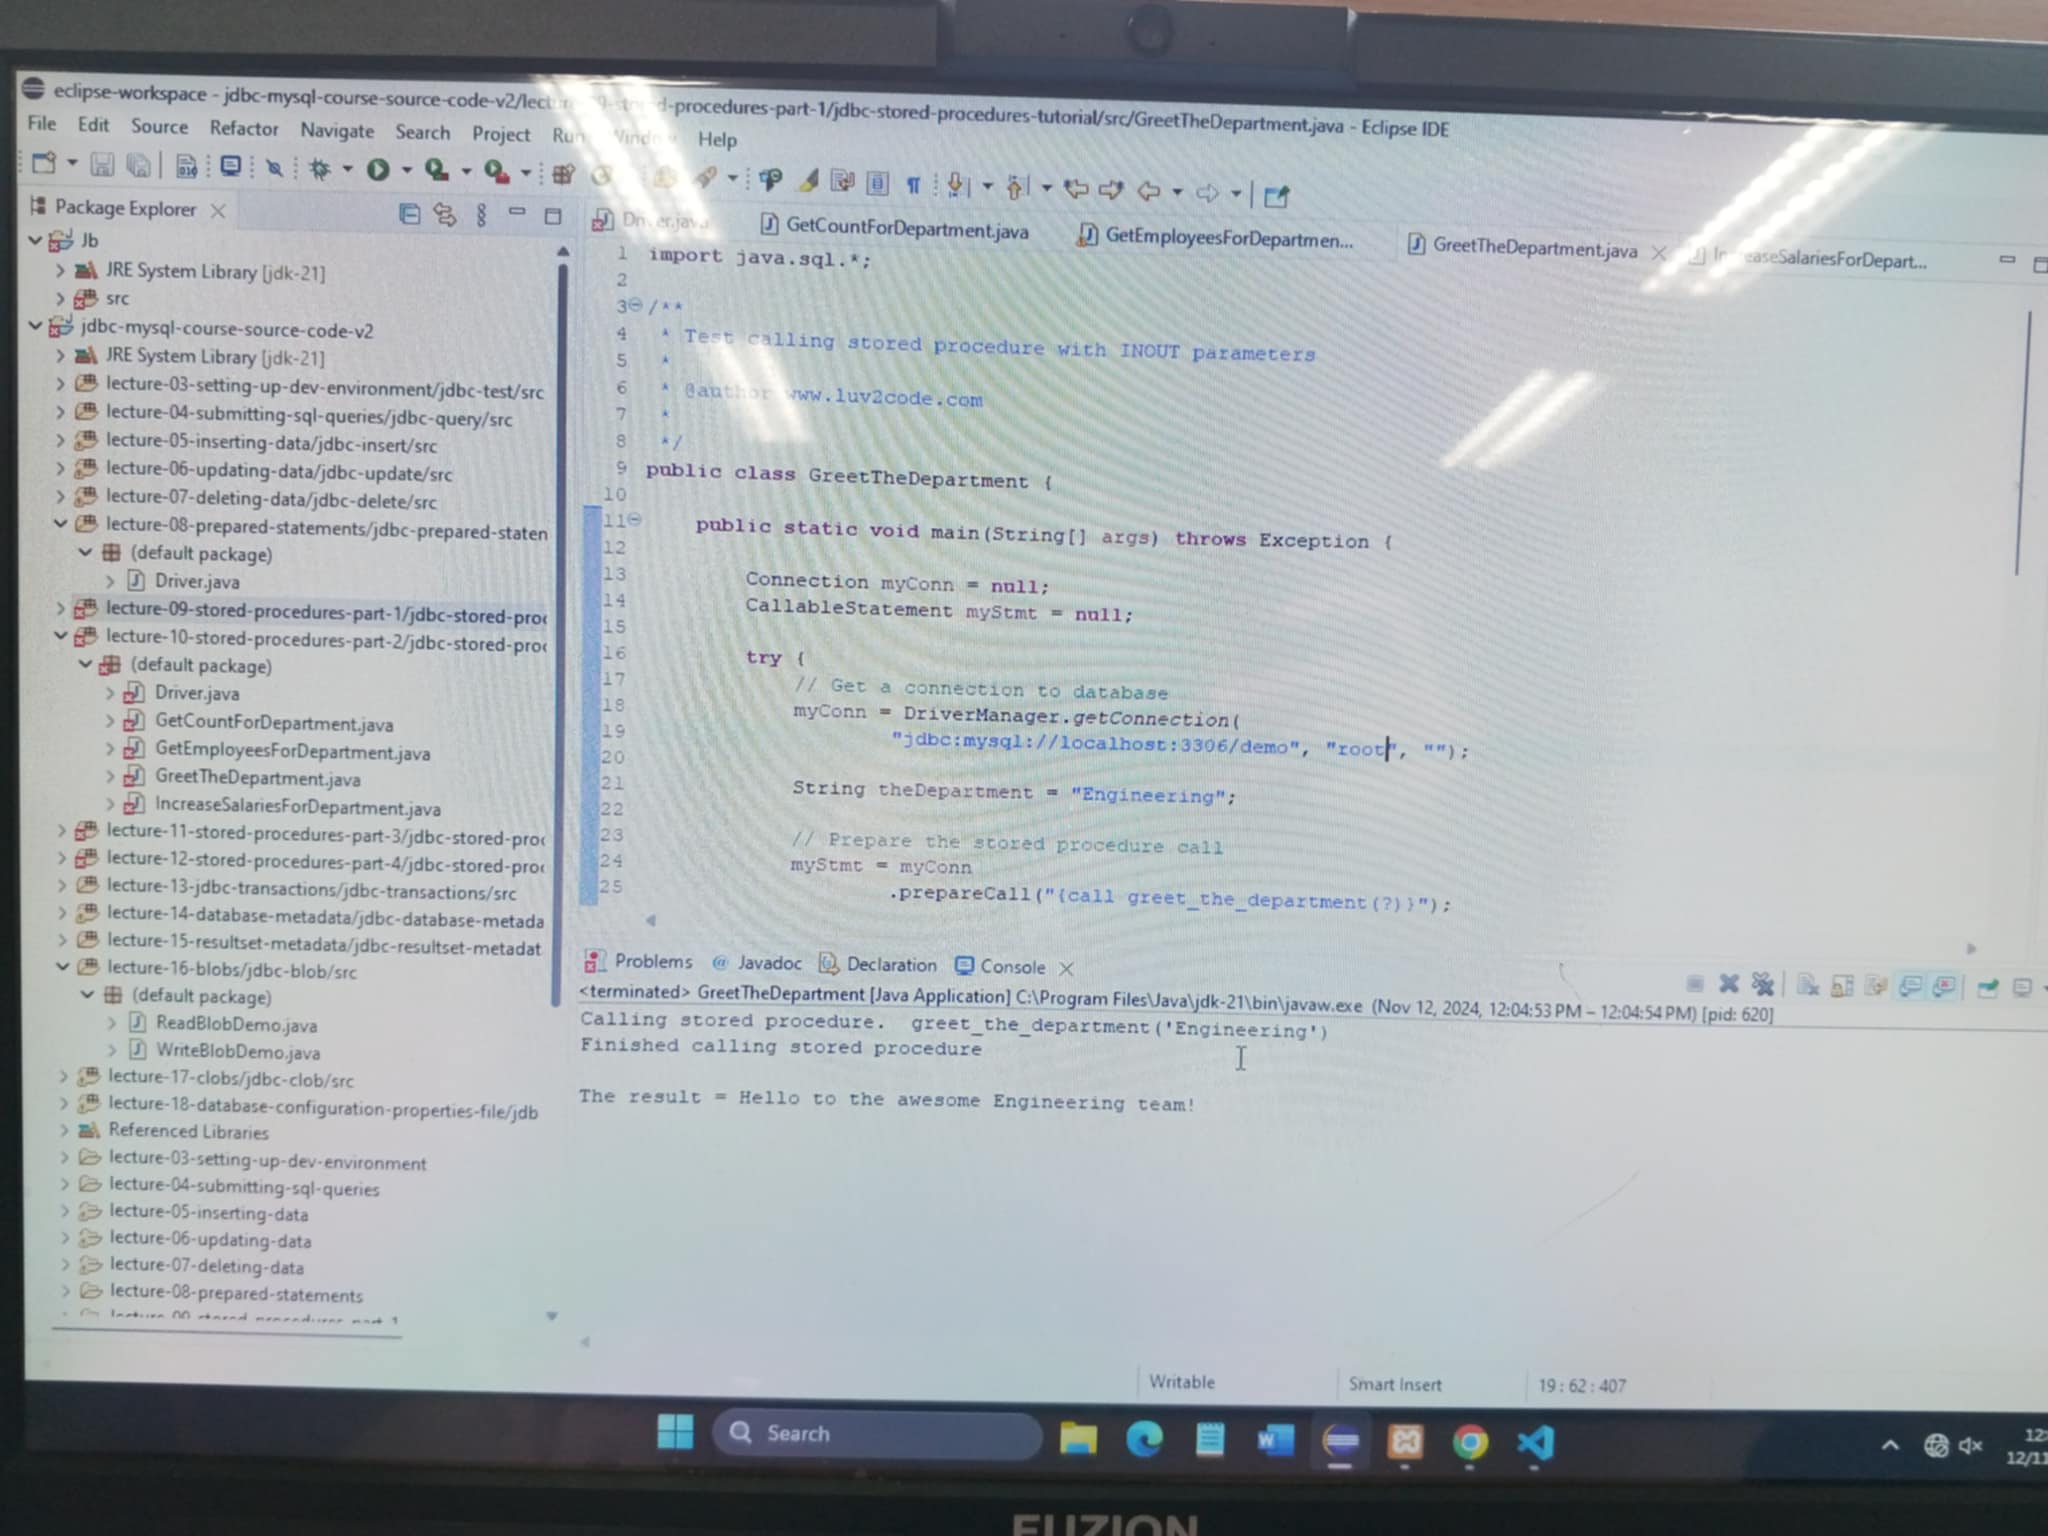 eclipse-workspace - jdbc-mysql-course-source-code-v2/lecture-09-stored-procedures-part-1/jdbc-stored-procedures-tutorial/src/GreetTheDepartment.java - Eclipse IDE
File Edit Source Refactor Navigate Search Project Run Window Help
Package Explorer
Jb
JRE System Library [jdk-21]
src
jdbc-mysql-course-source-code-v2
JRE System Library [jdk-21]
lecture-03-setting-up-dev-environment/jdbc-test/src
lecture-04-submitting-sql-queries/jdbc-query/src
lecture-05-inserting-data/jdbc-insert/src
lecture-06-updating-data/jdbc-update/src
lecture-07-deleting-data/jdbc-delete/src
lecture-08-prepared-statements/jdbc-prepared-staten
(default package)
Driver.java
lecture-09-stored-procedures-part-1/jdbc-stored-proc
lecture-10-stored-procedures-part-2/jdbc-stored-proc
(default package)
Driver.java
GetCountForDepartment.java
GetEmployeesForDepartment.java
GreetTheDepartment.java
IncreaseSalariesForDepartment.java
lecture-11-stored-procedures-part-3/jdbc-stored-proc
lecture-12-stored-procedures-part-4/jdbc-stored-proc
lecture-13-jdbc-transactions/jdbc-transactions/src
lecture-14-database-metadata/jdbc-database-metada
lecture-15-resultset-metadata/jdbc-resultset-metadat
lecture-16-blobs/jdbc-blob/src
(default package)
ReadBlobDemo.java
WriteBlobDemo.java
lecture-17-clobs/jdbc-clob/src
lecture-18-database-configuration-properties-file/jdb
Referenced Libraries
lecture-03-setting-up-dev-environment
lecture-04-submitting-sql-queries
lecture-05-inserting-data
lecture-06-updating-data
lecture-07-deleting-data
lecture-08-prepared-statements
Driver.java GetCountForDepartment.java GetEmployeesForDepartmen... GreetTheDepartment.java IncreaseSalariesForDepart...
1 import java.sql.*;
2
3 /**
4 * Test calling stored procedure with INOUT parameters
5 *
6 * @author www.luv2code.com
7 *
8 */
9 public class GreetTheDepartment {
10
11 public static void main(String[] args) throws Exception {
12
13 Connection myConn = null;
14 CallableStatement myStmt = null;
15
16 try {
17 // Get a connection to database
18 myConn = DriverManager.getConnection(
19 "jdbc:mysql://localhost:3306/demo", "root", "");
20
21 String theDepartment = "Engineering";
22
23 // Prepare the stored procedure call
24 myStmt = myConn
25 .prepareCall("{call greet_the_department(?)}");
Problems @ Javadoc Declaration Console
<terminated> GreetTheDepartment [Java Application] C:\Program Files\Java\jdk-21\bin\javaw.exe (Nov 12, 2024, 12:04:53 PM – 12:04:54 PM) [pid: 620]
Calling stored procedure. greet_the_department('Engineering')
Finished calling stored procedure
The result = Hello to the awesome Engineering team!
Writable Smart Insert 19 : 62 : 407
Search
FUZION